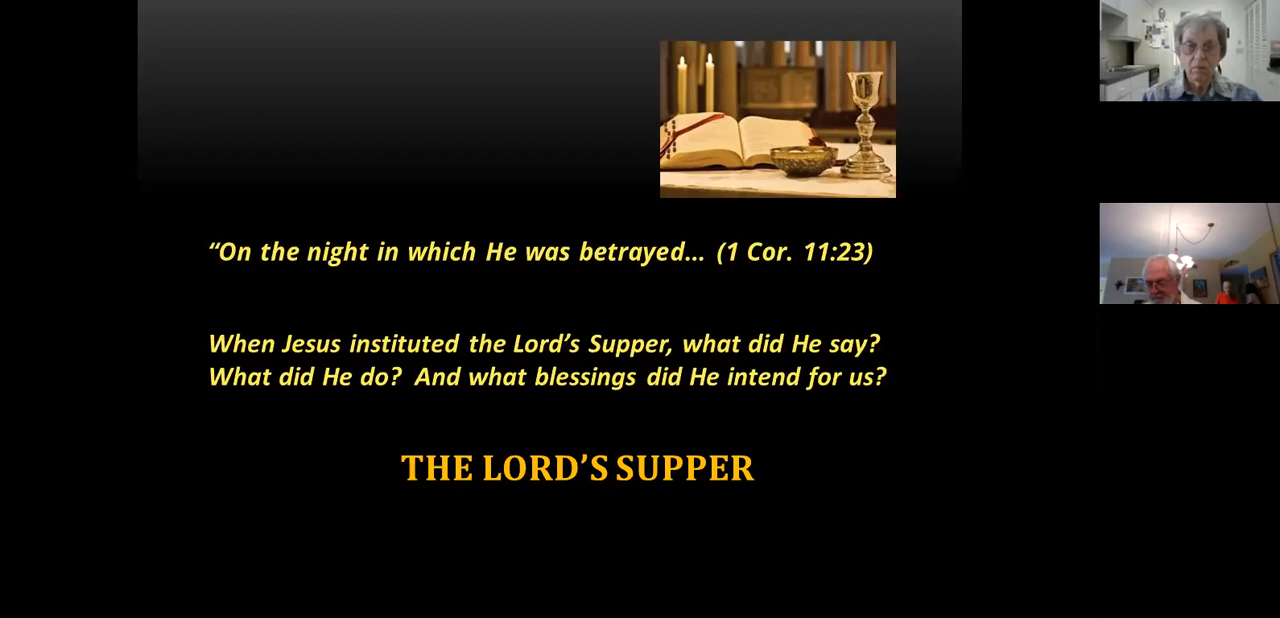 “On the night in which He was betrayed... (1 Cor. 11:23)
When Jesus instituted the Lord’s Supper, what did He say?
What did He do? And what blessings did He intend for us?
THE LORD’S SUPPER